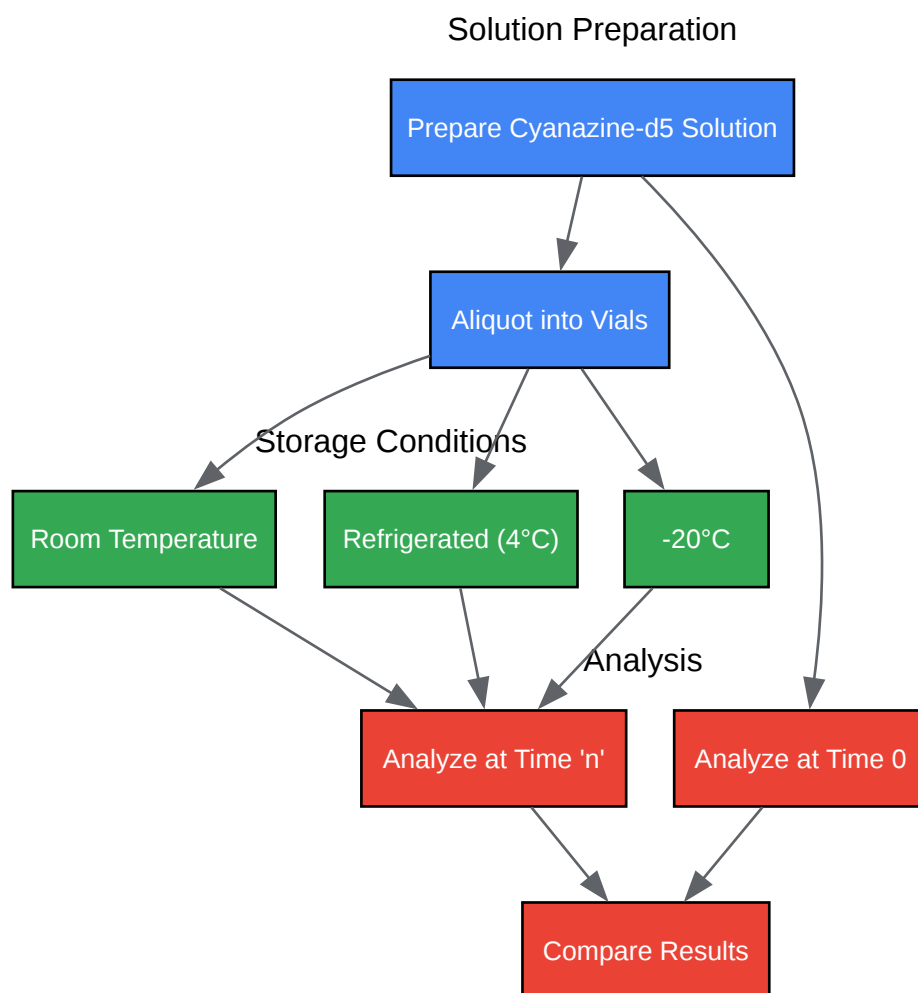 Solution Preparation
Prepare Cyanazine-d5 Solution
Aliquot into Vials
Storage Conditions
Room Temperature
Refrigerated (4°C)
-20°C
Analysis
Analyze at Time 'n'
Analyze at Time 0
Compare Results